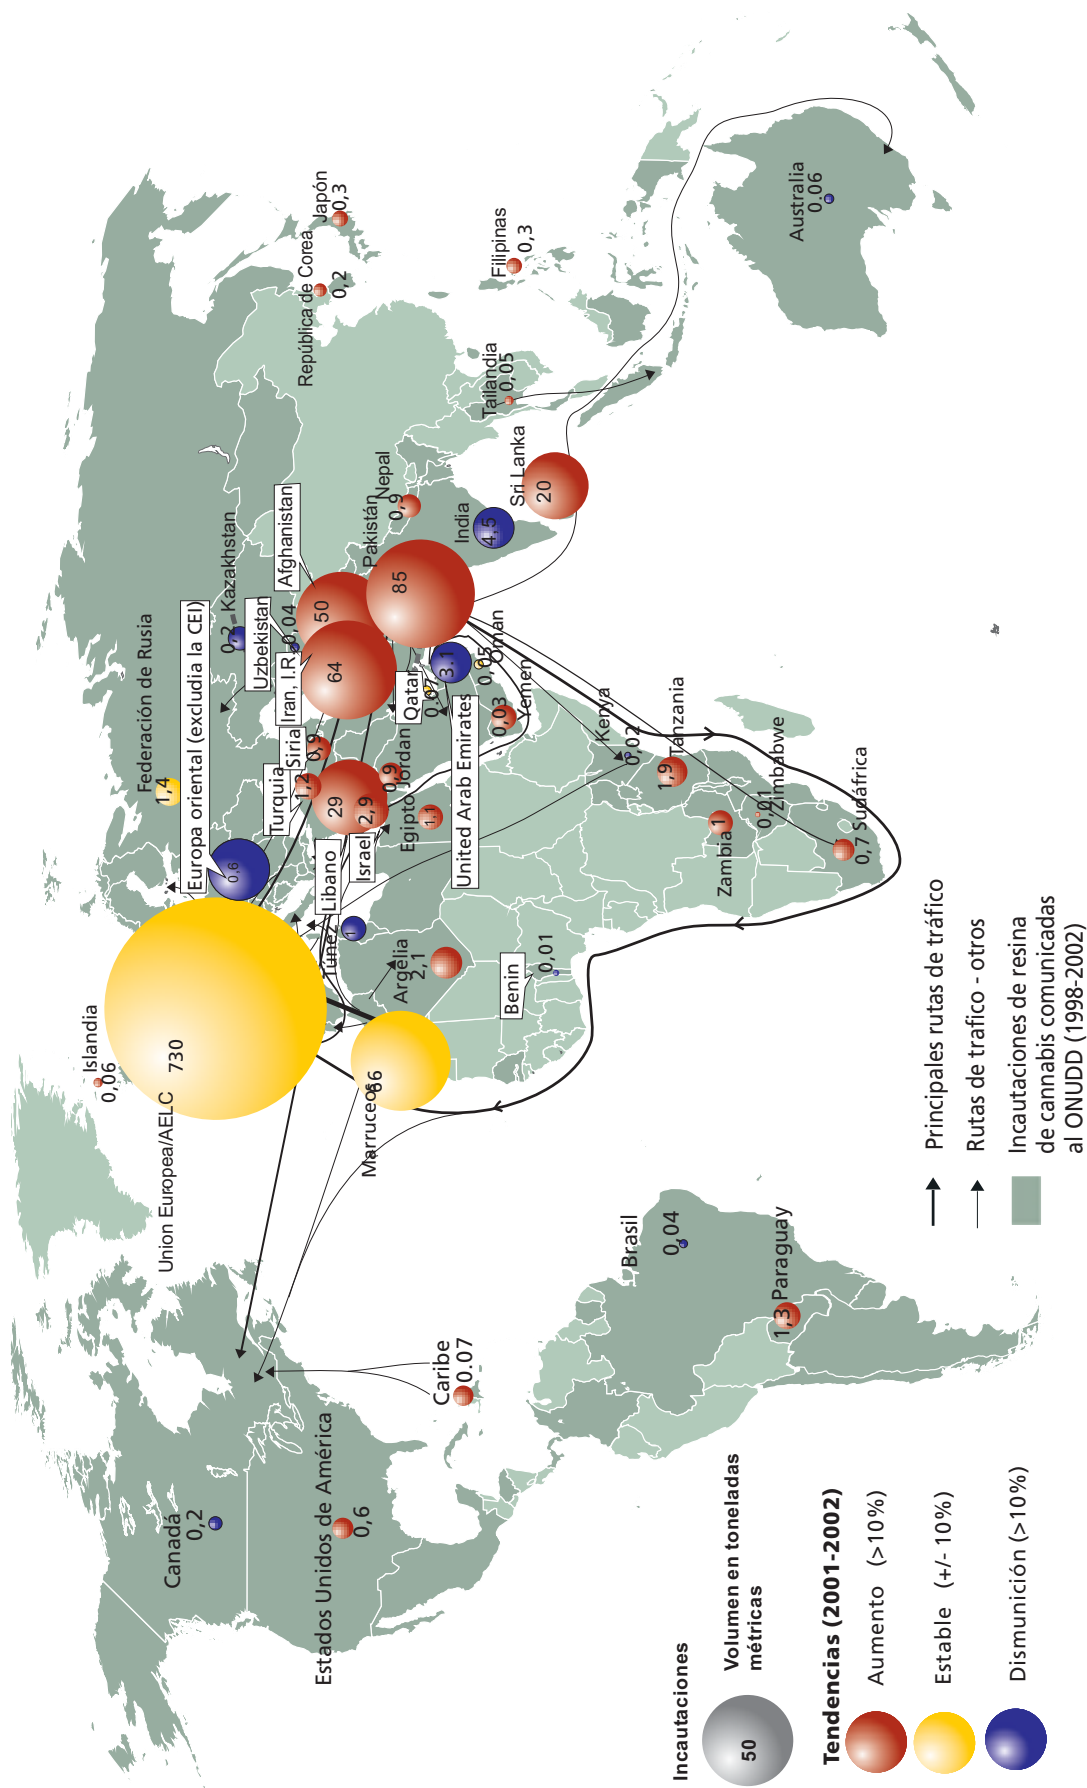 Islandia
0,06
Union Europea/AELC
730
Europa oriental (excludia la CEI)
0,6
Federación de Rusia
1,4
Kazakhstan
0,2
Uzbekistan
0,04
Afghanistan
50
Iran, I.R.
64
Pakistán
85
Nepal
0,9
India
4,5
Sri Lanka
20
República de Corea
0,2
Japón
0,3
Filipinas
0,3
Tailandia
0,05
Australia
0,06
Turquia
1,2
Siria
0,9
29
Líbano
Israel
2,9
Jordan
0,9
Egipto
1,1
Qatar
0,07
United Arab Emirates
3.1
Oman
0,05
Yemen
0,03
Túnez
1
Argelia
2,1
Marruecos
66
Benin
0,01
Kenya
0,02
Tanzania
1,9
Zambia
1
Zimbabwe
0,01
Sudáfrica
0,7
Canadá
0,2
Estados Unidos de América
0,6
Caribe
0.07
Brasil
0,04
Paraguay
1,3
Incautaciones
50
Volumen en toneladas
métricas
Tendencias (2001-2002)
Aumento (>10%)
Estable (+/- 10%)
Dismunición (>10%)
Principales rutas de tráfico
Rutas de trafico - otros
Incautaciones de resina
de cannabis comunicadas
al ONUDD (1998-2002)